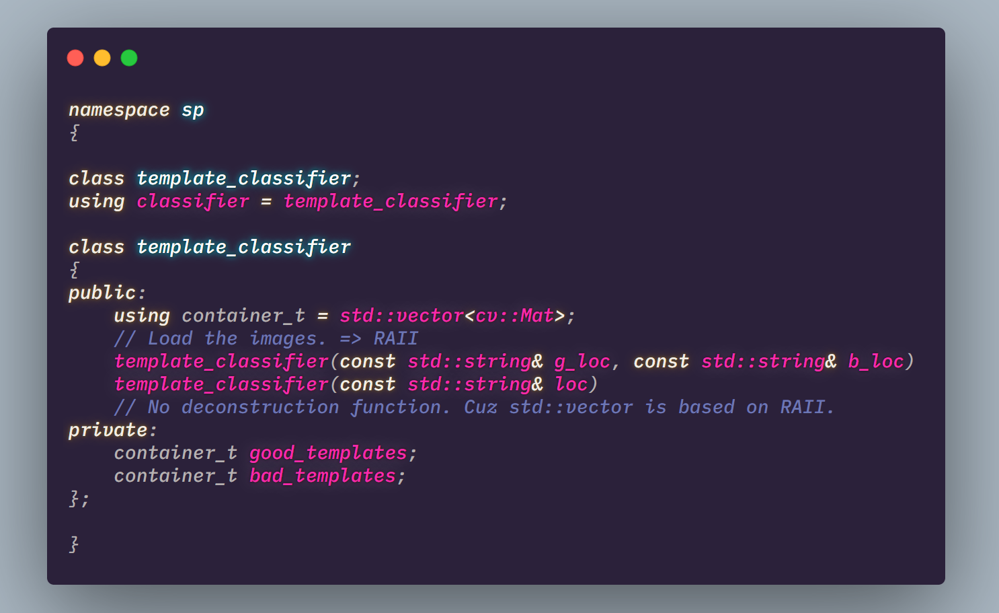 namespace sp
{
class template_classifier;
using classifier = template_classifier;
class template_classifier
{
public:
    using container_t = std::vector<cv::Mat>;
    // Load the images. => RAII
    template_classifier(const std::string& g_loc, const std::string& b_loc)
    template_classifier(const std::string& loc)
    // No deconstruction function. Cuz std::vector is based on RAII.
private:
    container_t good_templates;
    container_t bad_templates;
};
}